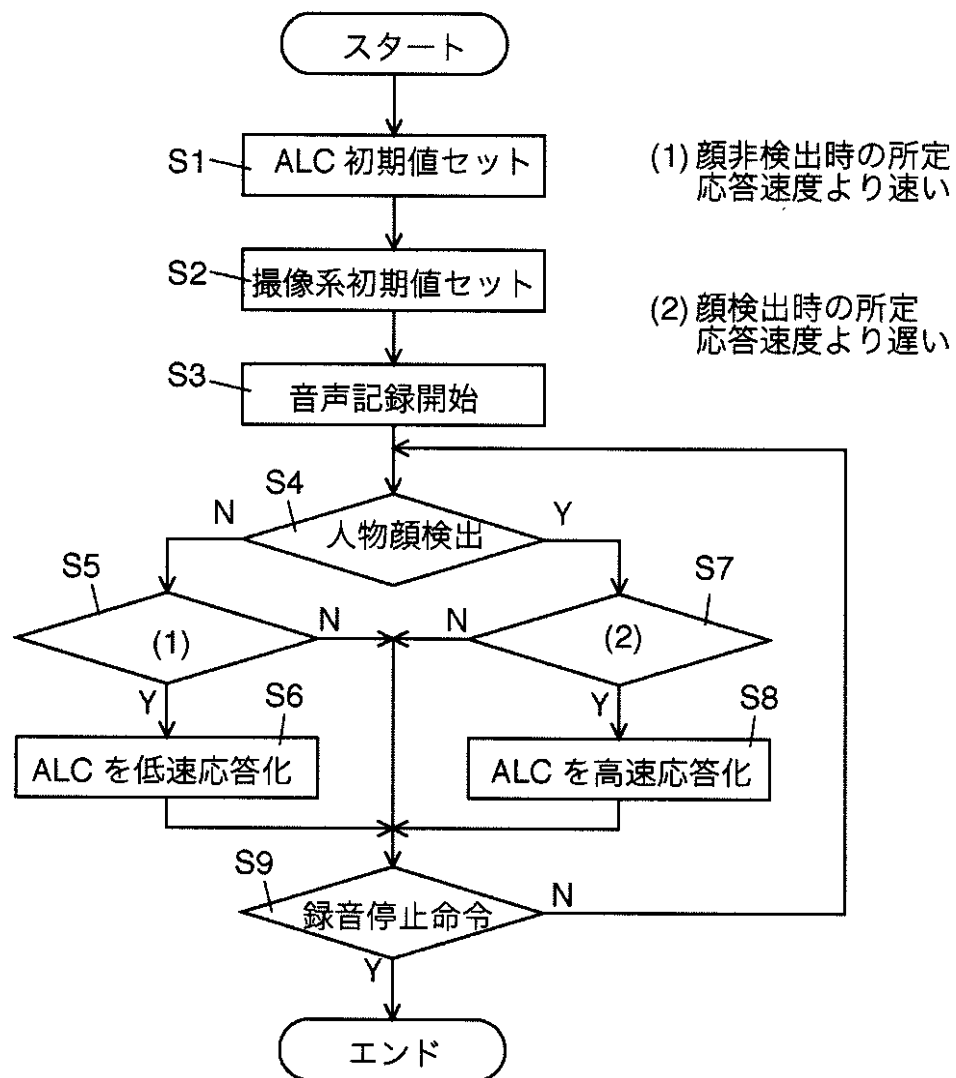 スタート
S1
ALC 初期値セット
(1) 顔非検出時の所定
応答速度より速い
S2
撮像系初期値セット
(2) 顔検出時の所定
応答速度より遅い
S3
音声記録開始
S4
N
人物顔検出
Y
S5
(1)
N
S7
N
(2)
Y
S6
ALC を低速応答化
Y
S8
ALC を高速応答化
S9
録音停止命令
N
Y
エンド